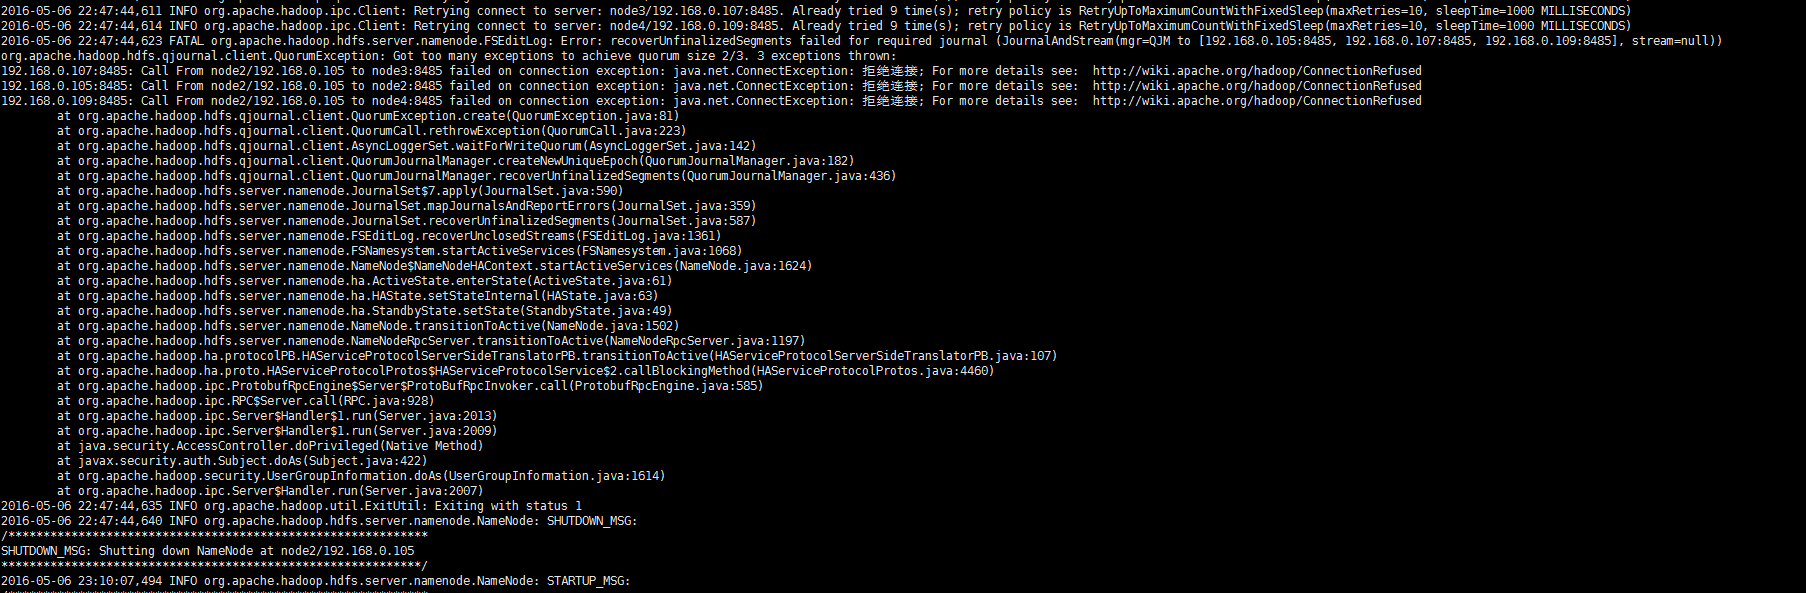 2016-05-06 22:47:44,611 INFO org.apache.hadoop.ipc.Client: Retrying connect to server: node3/192.168.0.107:8485. Already tried 9 time(s); retry policy is RetryUpToMaximumCountWithFixedSleep(maxRetries=10, sleepTime=1000 MILLISECONDS)
2016-05-06 22:47:44,614 INFO org.apache.hadoop.ipc.Client: Retrying connect to server: node4/192.168.0.109:8485. Already tried 9 time(s); retry policy is RetryUpToMaximumCountWithFixedSleep(maxRetries=10, sleepTime=1000 MILLISECONDS)
2016-05-06 22:47:44,623 FATAL org.apache.hadoop.hdfs.server.namenode.FSEditLog: Error: recoverUnfinalizedSegments failed for required journal (JournalAndStream(mgr=QJM to [192.168.0.105:8485, 192.168.0.107:8485, 192.168.0.109:8485], stream=null))
org.apache.hadoop.hdfs.qjournal.client.QuorumException: Got too many exceptions to achieve quorum size 2/3. 3 exceptions thrown:
192.168.0.107:8485: Call From node2/192.168.0.105 to node3:8485 failed on connection exception: java.net.ConnectException: 拒绝连接; For more details see:  http://wiki.apache.org/hadoop/ConnectionRefused
192.168.0.105:8485: Call From node2/192.168.0.105 to node2:8485 failed on connection exception: java.net.ConnectException: 拒绝连接; For more details see:  http://wiki.apache.org/hadoop/ConnectionRefused
192.168.0.109:8485: Call From node2/192.168.0.105 to node4:8485 failed on connection exception: java.net.ConnectException: 拒绝连接; For more details see:  http://wiki.apache.org/hadoop/ConnectionRefused
at org.apache.hadoop.hdfs.qjournal.client.QuorumException.create(QuorumException.java:81)
at org.apache.hadoop.hdfs.qjournal.client.QuorumCall.rethrowException(QuorumCall.java:223)
at org.apache.hadoop.hdfs.qjournal.client.AsyncLoggerSet.waitForWriteQuorum(AsyncLoggerSet.java:142)
at org.apache.hadoop.hdfs.qjournal.client.QuorumJournalManager.createNewUniqueEpoch(QuorumJournalManager.java:182)
at org.apache.hadoop.hdfs.qjournal.client.QuorumJournalManager.recoverUnfinalizedSegments(QuorumJournalManager.java:436)
at org.apache.hadoop.hdfs.server.namenode.JournalSet$7.apply(JournalSet.java:590)
at org.apache.hadoop.hdfs.server.namenode.JournalSet.mapJournalsAndReportErrors(JournalSet.java:359)
at org.apache.hadoop.hdfs.server.namenode.JournalSet.recoverUnfinalizedSegments(JournalSet.java:587)
at org.apache.hadoop.hdfs.server.namenode.FSEditLog.recoverUnclosedStreams(FSEditLog.java:1361)
at org.apache.hadoop.hdfs.server.namenode.FSNamesystem.startActiveServices(FSNamesystem.java:1068)
at org.apache.hadoop.hdfs.server.namenode.NameNode$NameNodeHAContext.startActiveServices(NameNode.java:1624)
at org.apache.hadoop.hdfs.server.namenode.ha.ActiveState.enterState(ActiveState.java:61)
at org.apache.hadoop.hdfs.server.namenode.ha.HAState.setStateInternal(HAState.java:63)
at org.apache.hadoop.hdfs.server.namenode.ha.StandbyState.setState(StandbyState.java:49)
at org.apache.hadoop.hdfs.server.namenode.NameNode.transitionToActive(NameNode.java:1502)
at org.apache.hadoop.hdfs.server.namenode.NameNodeRpcServer.transitionToActive(NameNodeRpcServer.java:1197)
at org.apache.hadoop.ha.protocolPB.HAServiceProtocolServerSideTranslatorPB.transitionToActive(HAServiceProtocolServerSideTranslatorPB.java:107)
at org.apache.hadoop.ha.proto.HAServiceProtocolProtos$HAServiceProtocolService$2.callBlockingMethod(HAServiceProtocolProtos.java:4460)
at org.apache.hadoop.ipc.ProtobufRpcEngine$Server$ProtoBufRpcInvoker.call(ProtobufRpcEngine.java:585)
at org.apache.hadoop.ipc.RPC$Server.call(RPC.java:928)
at org.apache.hadoop.ipc.Server$Handler$1.run(Server.java:2013)
at org.apache.hadoop.ipc.Server$Handler$1.run(Server.java:2009)
at java.security.AccessController.doPrivileged(Native Method)
at javax.security.auth.Subject.doAs(Subject.java:422)
at org.apache.hadoop.security.UserGroupInformation.doAs(UserGroupInformation.java:1614)
at org.apache.hadoop.ipc.Server$Handler.run(Server.java:2007)
2016-05-06 22:47:44,635 INFO org.apache.hadoop.util.ExitUtil: Exiting with status 1
2016-05-06 22:47:44,640 INFO org.apache.hadoop.hdfs.server.namenode.NameNode: SHUTDOWN_MSG:
/************************************************************
SHUTDOWN_MSG: Shutting down NameNode at node2/192.168.0.105
************************************************************/
2016-05-06 23:10:07,494 INFO org.apache.hadoop.hdfs.server.namenode.NameNode: STARTUP_MSG: